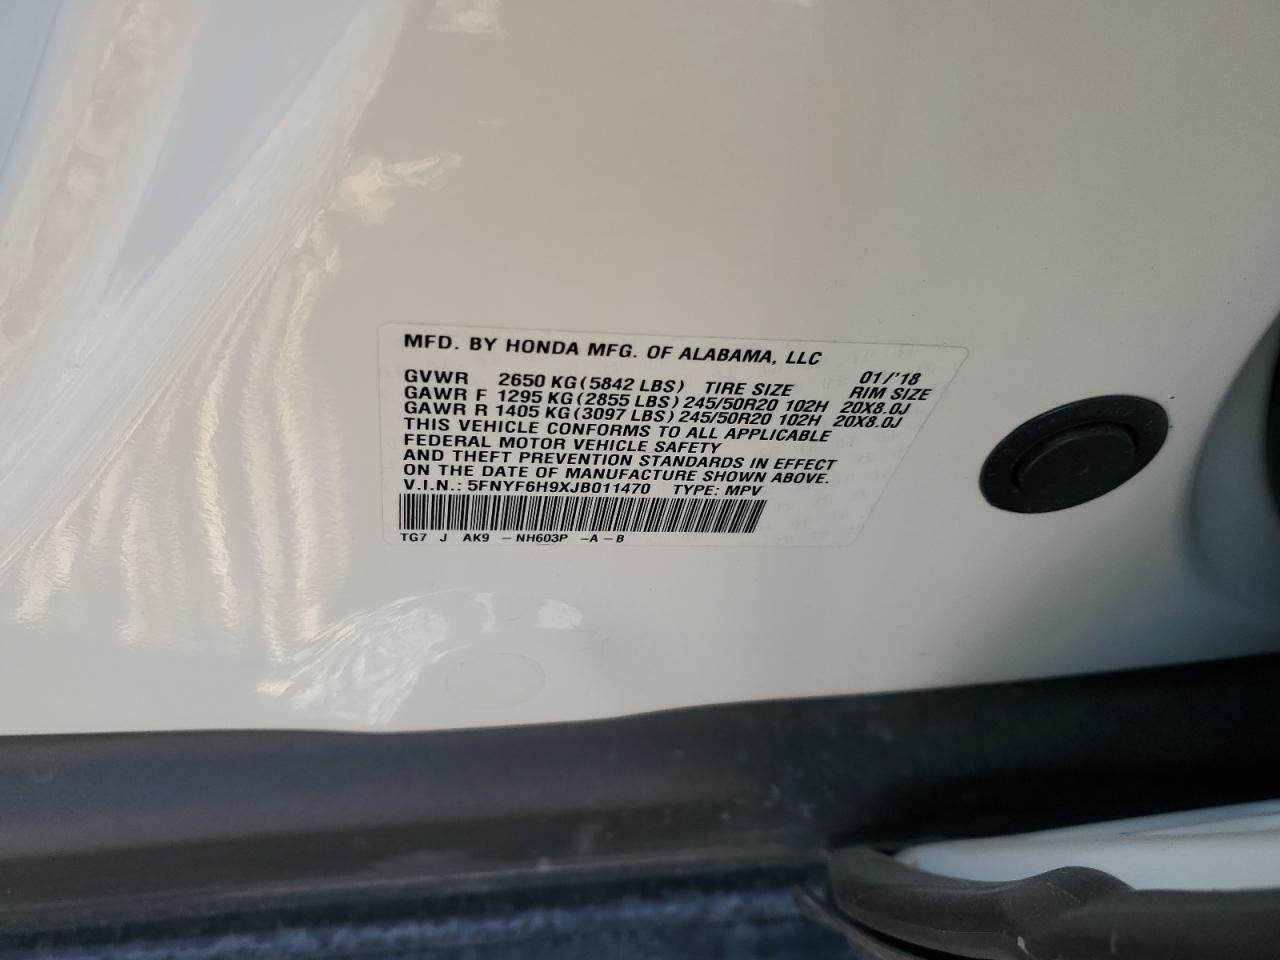 MFD. BY HONDA MFG. OF ALABAMA, LLC
01/'18
GVWR 2650 KG (5842 LBS) TIRE SIZE RIM SIZE
GAWR F 1295 KG (2855 LBS) 245/50R20 102H 20X8.0J
GAWR R 1405 KG (3097 LBS) 245/50R20 102H 20X8.0J
THIS VEHICLE CONFORMS TO ALL APPLICABLE
FEDERAL MOTOR VEHICLE SAFETY
AND THEFT PREVENTION STANDARDS IN EFFECT
ON THE DATE OF MANUFACTURE SHOWN ABOVE.
V.I.N.: 5FNYF6H9XJB011470 TYPE: MPV
TG7 J AK9 - NH603P -A - B